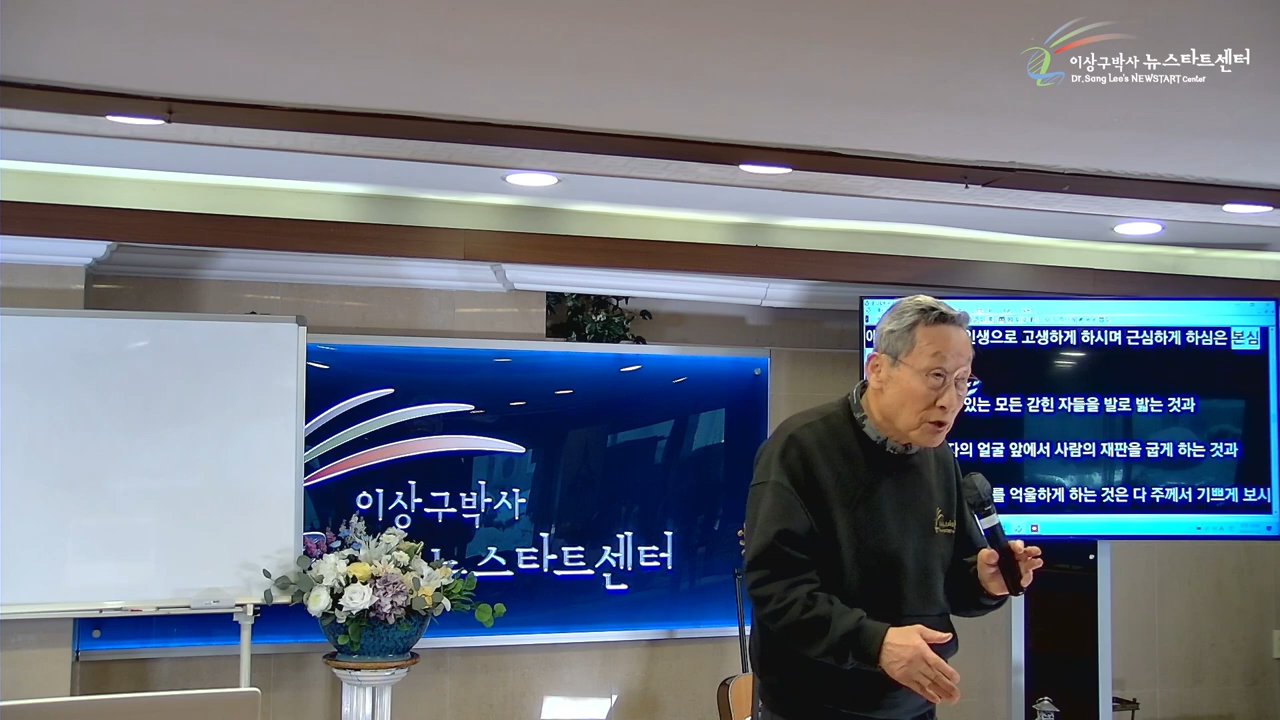 이상구박사 뉴스타트센터
Dr. Sang Lee's NEWSTART Center
인생으로 고생하게 하시며 근심하게 하심은 본심
있는 모든 갇힌 자들을 발로 밟는 것과
자의 얼굴 앞에서 사람의 재판을 굽게 하는 것과
를 억울하게 하는 것은 다 주께서 기쁘게 보시
이상구박사
뉴스타트센터